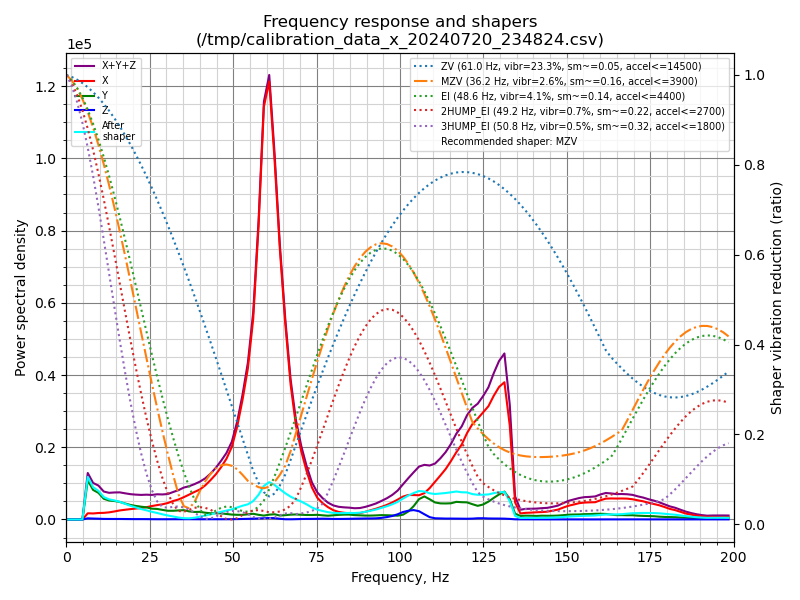 Frequency response and shapers
(/tmp/calibration_data_x_20240720_234824.csv)
1e5
X+Y+Z
X
Y
Z
After
shaper
ZV (61.0 Hz, vibr=23.3%, sm~=0.05, accel<=14500)
MZV (36.2 Hz, vibr=2.6%, sm~=0.16, accel<=3900)
EI (48.6 Hz, vibr=4.1%, sm~=0.14, accel<=4400)
2HUMP_EI (49.2 Hz, vibr=0.7%, sm~=0.22, accel<=2700)
3HUMP_EI (50.8 Hz, vibr=0.5%, sm~=0.32, accel<=1800)
Recommended shaper: MZV
Power spectral density
1.2
1.0
0.8
0.6
0.4
0.2
0.0
Shaper vibration reduction (ratio)
1.0
0.8
0.6
0.4
0.2
0.0
0 25 50 75 100 125 150 175 200
Frequency, Hz